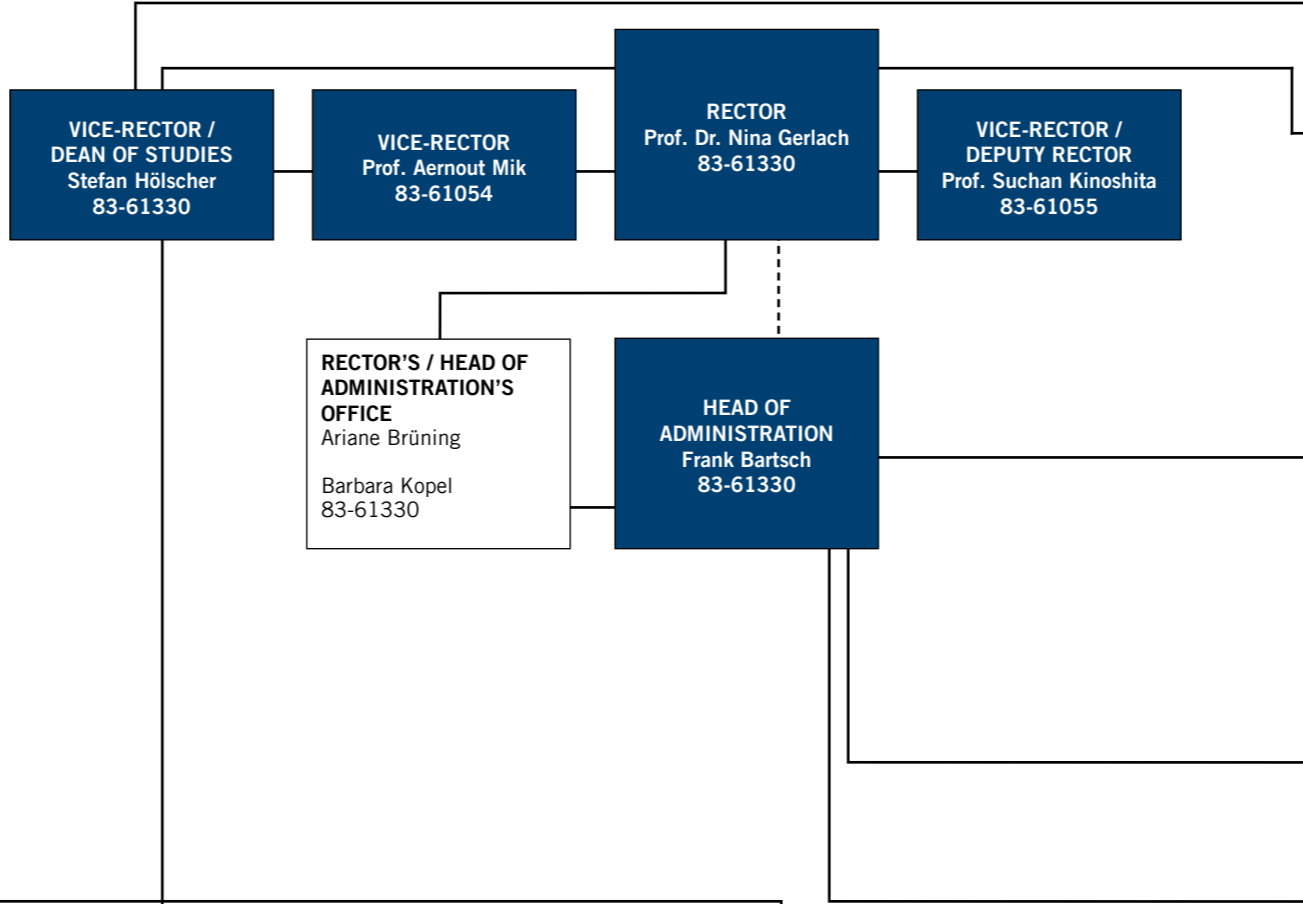 VICE-RECTOR /
DEAN OF STUDIES
Stefan Hölscher
83-61330
VICE-RECTOR
Prof. Aernout Mik
83-61054
RECTOR
Prof. Dr. Nina Gerlach
83-61330
VICE-RECTOR /
DEPUTY RECTOR
Prof. Suchan Kinoshita
83-61055
RECTOR'S / HEAD OF
ADMINISTRATION'S
OFFICE
Ariane Brüning
Barbara Kopel
83-61330
HEAD OF
ADMINISTRATION
Frank Bartsch
83-61330